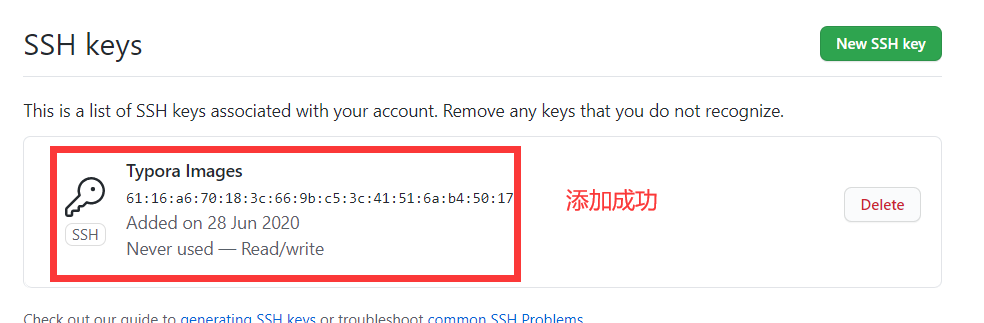 SSH keys
New SSH key
This is a list of SSH keys associated with your account. Remove any keys that you do not recognize.
Typora Images
61:16:a6:70:18:3c:66:9b:c5:3c:41:51:6a:b4:50:17
添加成功
Added on 28 Jun 2020
Delete
SSH
Never used — Read/write
Check out our guide to generating SSH keys or troubleshoot common SSH Problems